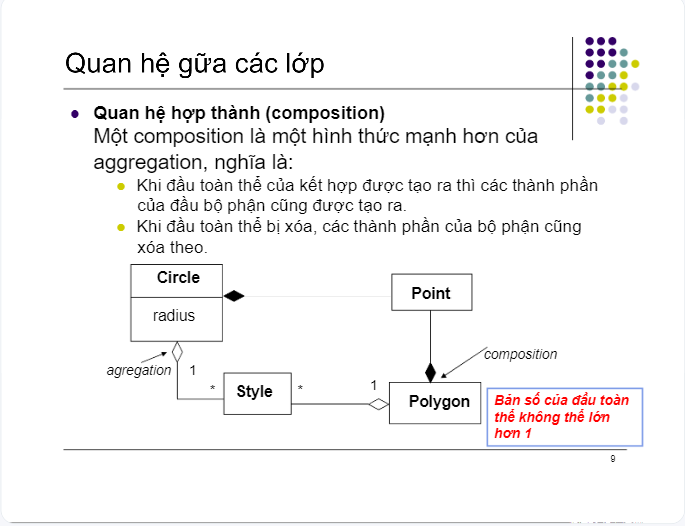 Quan hệ gữa các lớp
Quan hệ hợp thành (composition)
Một composition là một hình thức mạnh hơn của
aggregation, nghĩa là:
Khi đầu toàn thể của kết hợp được tạo ra thì các thành phần
của đầu bộ phận cũng được tạo ra.
Khi đầu toàn thể bị xóa, các thành phần của bộ phận cũng
xóa theo.
Circle
radius
Point
agregation
1
*
Style
*
1
Polygon
composition
Bản số của đầu toàn
thể không thể lớn
hơn 1
9